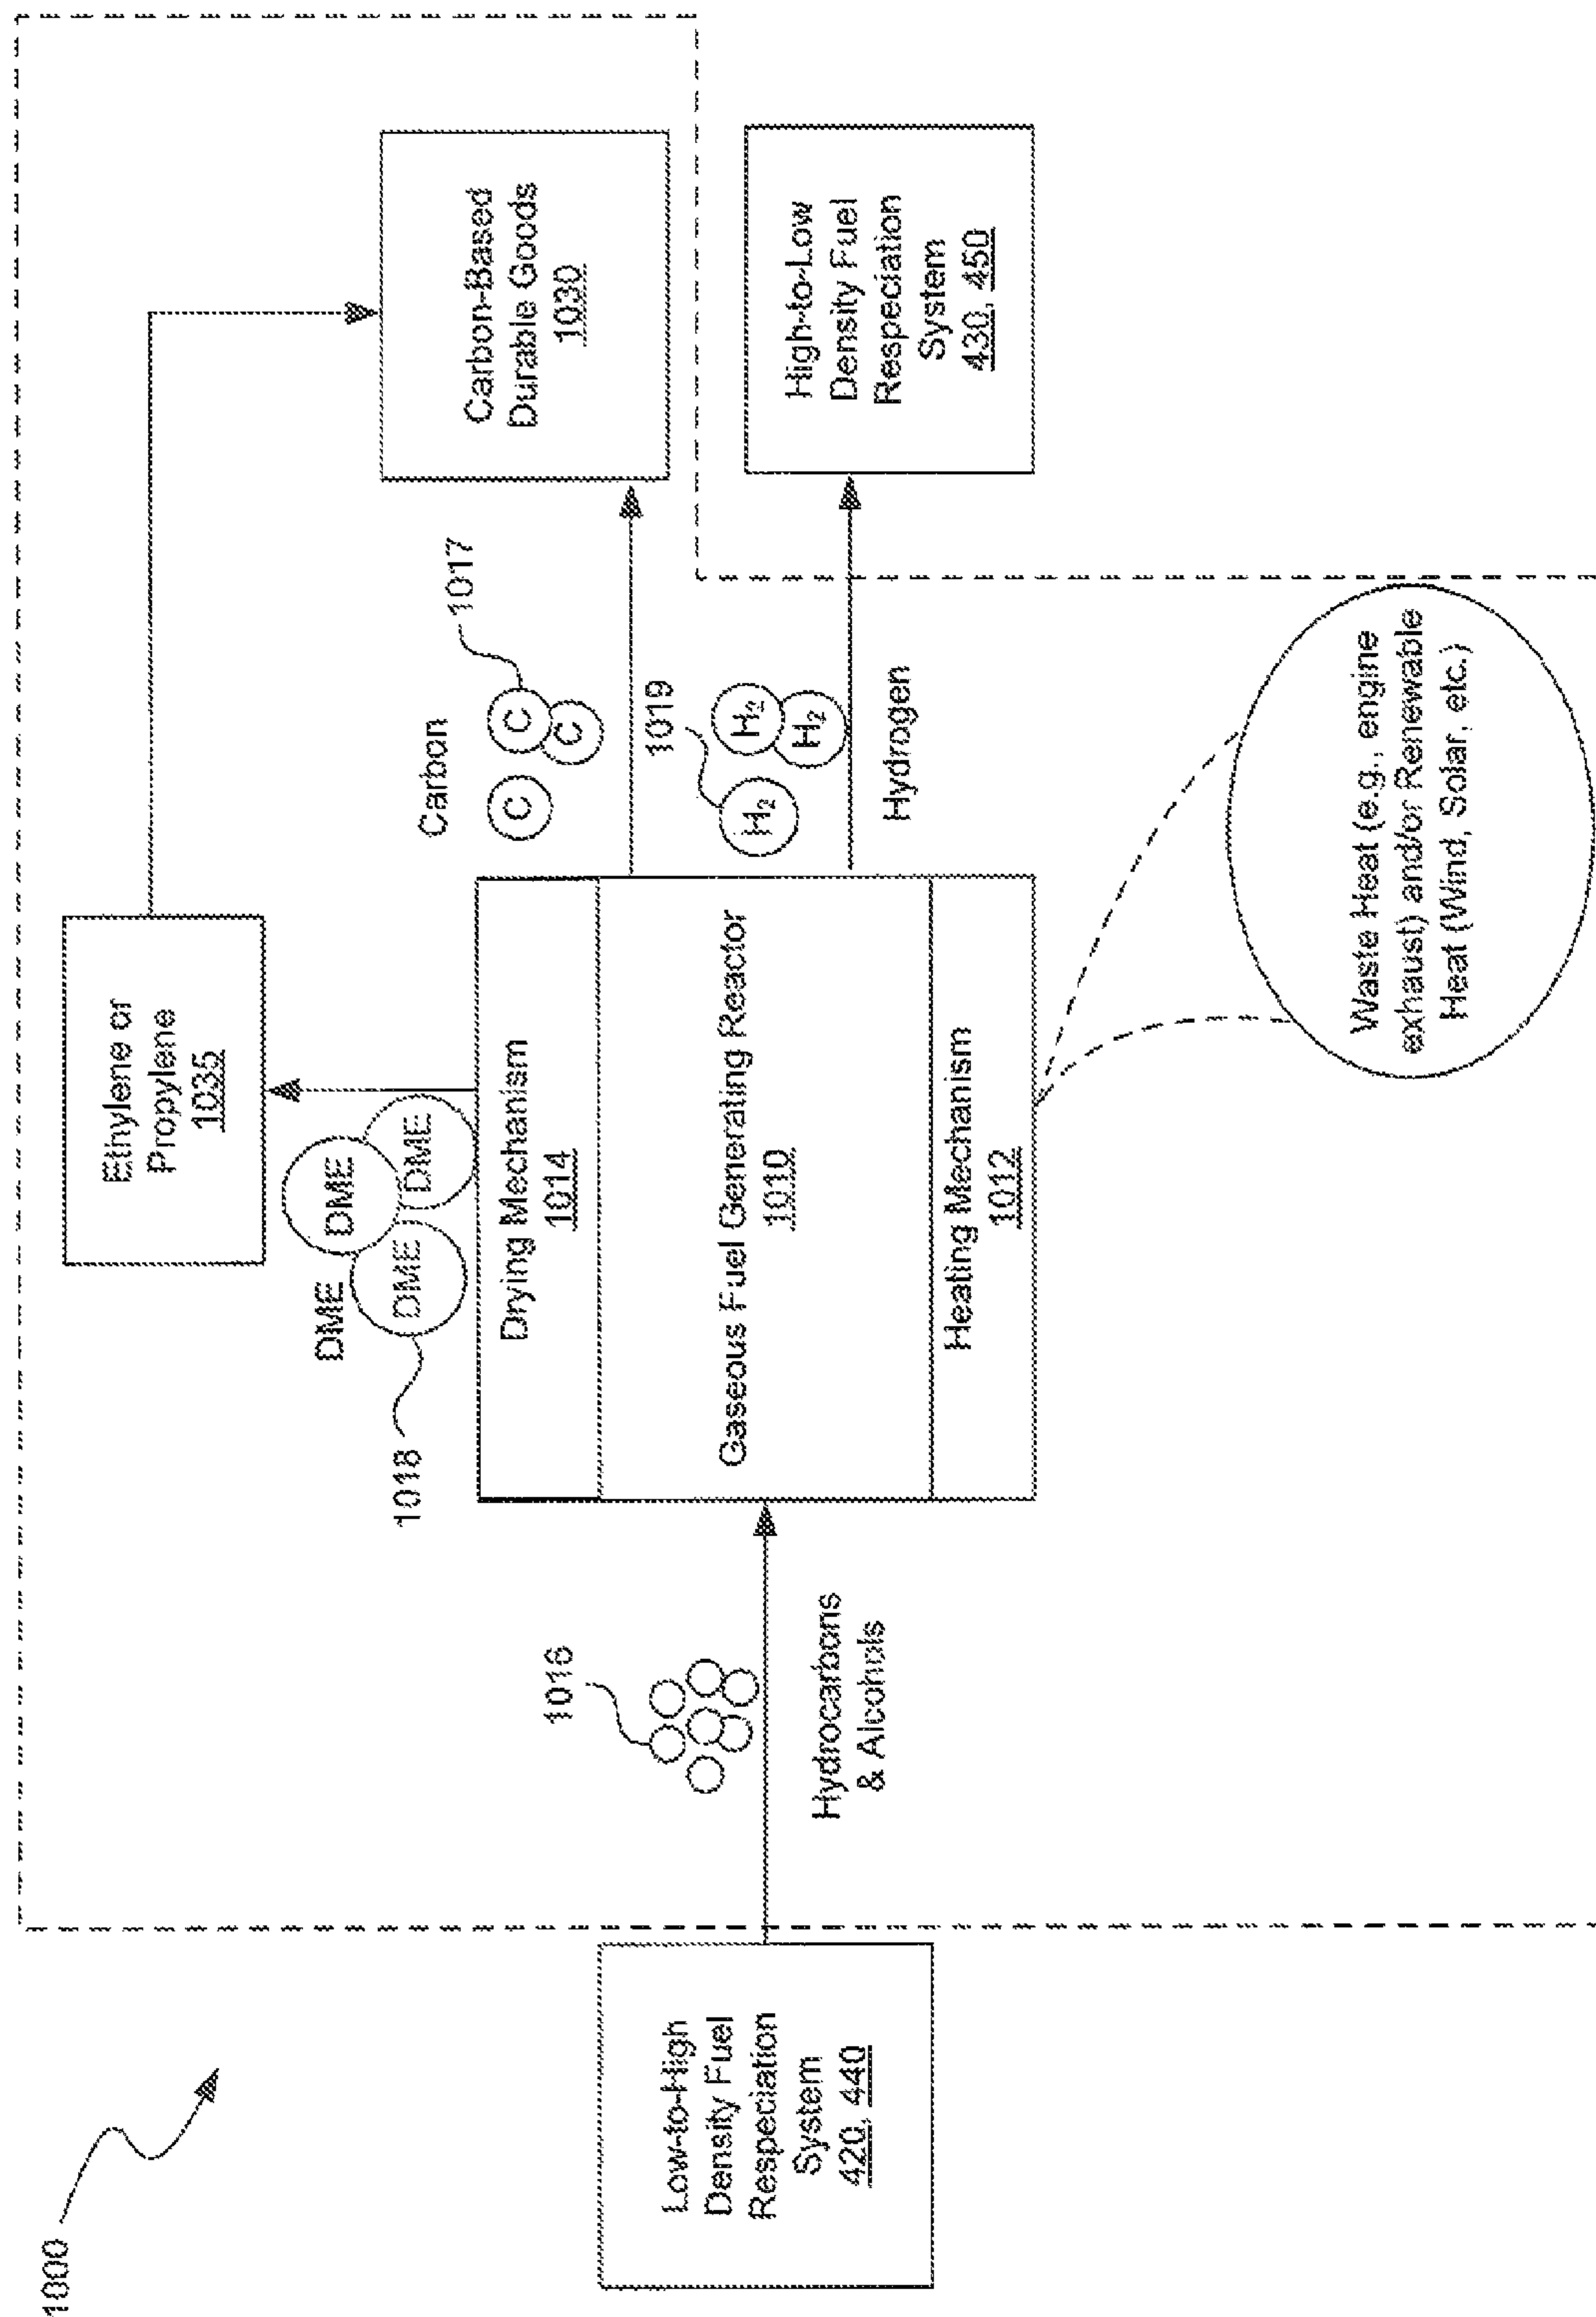 1000
Low-to-High
Density Fuel
Respeciation
System
420, 440
1016
Hydrocarbons
& Alcohols
1018
DME
DME
DME
DME
Ethylene or
Propylene
1035
Drying Mechanism
1014
Gaseous Fuel Generating Reactor
1010
Heating Mechanism
1012
Waste Heat (e.g., engine
exhaust) and/or Renewable
Heat (Wind, Solar, etc.)
Carbon
C
C
C
1017
1019
H₂
H₂
H₂
Hydrogen
Carbon-Based
Durable Goods
1030
High-to-Low
Density Fuel
Respeciation
System
430, 450